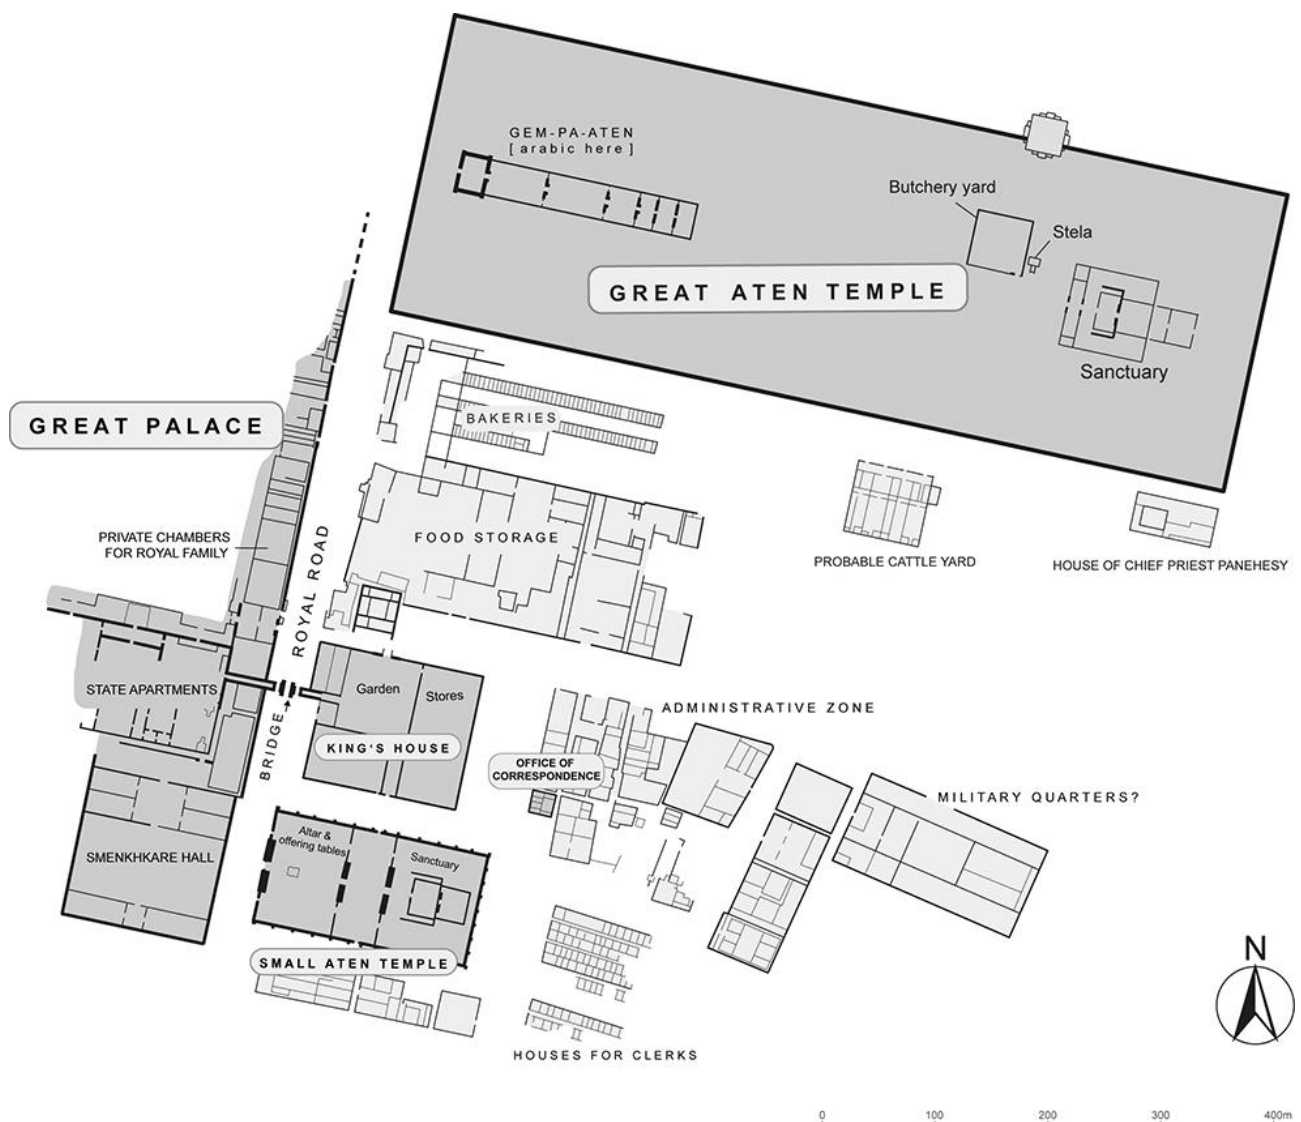 GEM-PA-ATEN
[ arabic here ]
Butchery yard
Stela
GREAT ATEN TEMPLE
Sanctuary
GREAT PALACE
BAKERIES
PRIVATE CHAMBERS
FOR ROYAL FAMILY
ROYAL ROAD
FOOD STORAGE
PROBABLE CATTLE YARD
HOUSE OF CHIEF PRIEST PANEHESY
STATE APARTMENTS
Garden
Stores
BRIDGE
KING'S HOUSE
ADMINISTRATIVE ZONE
OFFICE OF
CORRESPONDENCE
MILITARY QUARTERS?
SMENKHKARE HALL
Altar &
offering tables
Sanctuary
SMALL ATEN TEMPLE
HOUSES FOR CLERKS
N
0 100 200 300 400m